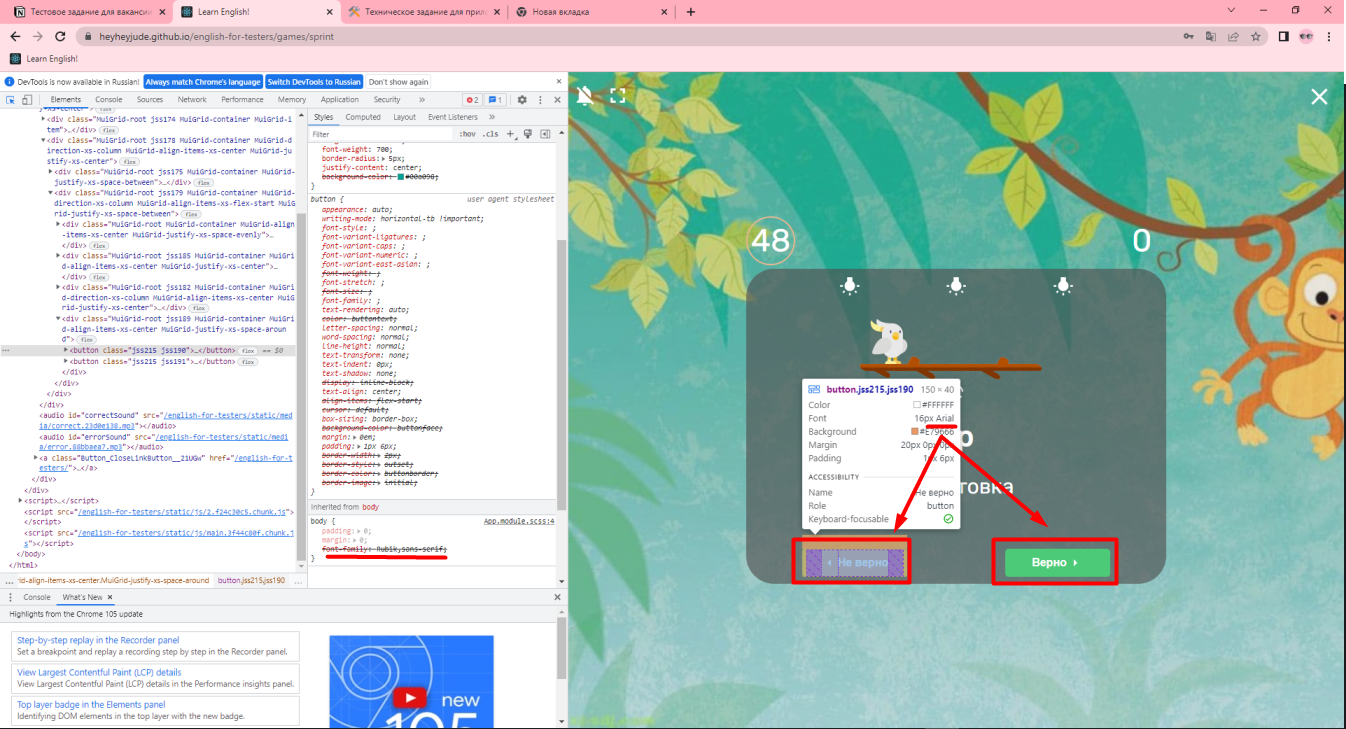 Тестовое задание для вакансии
Learn English!
Техническое задание для прил
Новая вкладка
heyheyjude.github.io/english-for-testers/games/sprint
Learn English!
DevTools is now available in Russian!
Always match Chrome's language
Switch DevTools to Russian
Don't show again
Elements Console Sources Network Performance Memory Application Security
2 1
<div class="MuiGrid-root jss174 MuiGrid-container MuiGrid-i
tem">…</div> flex
<div class="MuiGrid-root jss178 MuiGrid-container MuiGrid-d
irection-xs-column MuiGrid-align-items-xs-center MuiGrid-ju
stify-xs-center"> flex
<div class="MuiGrid-root jss175 MuiGrid-container MuiGrid-
justify-xs-space-between">…</div> flex
<div class="MuiGrid-root jss179 MuiGrid-container MuiGrid-
direction-xs-column MuiGrid-align-items-xs-flex-start MuiG
rid-justify-xs-space-between"> flex
<div class="MuiGrid-root MuiGrid-container MuiGrid-align
-items-xs-center MuiGrid-justify-xs-space-evenly">…
</div> flex
<div class="MuiGrid-root jss185 MuiGrid-container MuiGri
d-align-items-xs-center MuiGrid-justify-xs-center">…
</div> flex
<div class="MuiGrid-root jss182 MuiGrid-container MuiGri
d-direction-xs-column MuiGrid-align-items-xs-center MuiG
rid-justify-xs-center">…</div> flex
<div class="MuiGrid-root jss189 MuiGrid-container MuiGri
d-align-items-xs-center MuiGrid-justify-xs-space-aroun
d"> flex
<button class="jss215 jss190">…</button> flex == $0
<button class="jss215 jss191">…</button> flex
</div>
</div>
</div>
<audio id="correctSound" src="/english-for-testers/static/med
ia/correct.23d0e138.mp3"></audio>
<audio id="errorSound" src="/english-for-testers/static/medi
a/error.88bbaea7.mp3"></audio>
<a class="Button_CloseLinkButton__21UGw" href="/english-for-t
esters/">…</a>
</div>
</div>
<script>…</script>
<script src="/english-for-testers/static/js/2.f24c30c5.chunk.js">
</script>
<script src="/english-for-testers/static/js/main.3f44c80f.chunk.j
s"></script>
</body>
</html>
… rid-align-items-xs-center.MuiGrid-justify-xs-space-around button.jss215.jss190 …
Styles Computed Layout Event Listeners
Filter :hov .cls
font-weight: 700;
border-radius: 5px;
justify-content: center;
background-color: #00a098;
}
button { user agent stylesheet
appearance: auto;
writing-mode: horizontal-tb !important;
font-style: ;
font-variant-ligatures: ;
font-variant-caps: ;
font-variant-numeric: ;
font-variant-east-asian: ;
font-weight: ;
font-stretch: ;
font-size: ;
font-family: ;
text-rendering: auto;
color: buttontext;
letter-spacing: normal;
word-spacing: normal;
line-height: normal;
text-transform: none;
text-indent: 0px;
text-shadow: none;
display: inline-block;
text-align: center;
align-items: flex-start;
cursor: default;
box-sizing: border-box;
background-color: buttonface;
margin: 0em;
padding: 1px 6px;
border-width: 2px;
border-style: outset;
border-color: buttonborder;
border-image: initial;
}
Inherited from body
body { App.module.scss:4
padding: 0;
margin: 0;
font-family: Rubik,sans-serif;
}
Console What's New
Highlights from the Chrome 105 update
Step-by-step replay in the Recorder panel
Set a breakpoint and replay a recording step by step in the Recorder panel.
View Largest Contentful Paint (LCP) details
View Largest Contentful Paint (LCP) details in the Performance insights panel.
Top layer badge in the Elements panel
Identifying DOM elements in the top layer with the new badge.
new
105
48
0
button.jss215.jss190 150 × 40
Color #FFFFFF
Font 16px Arial
Background #E79666
Margin 20px 0px 0px
Padding 1px 6px
ACCESSIBILITY
Name Не верно
Role button
Keyboard-focusable
товка
Не верно
Верно